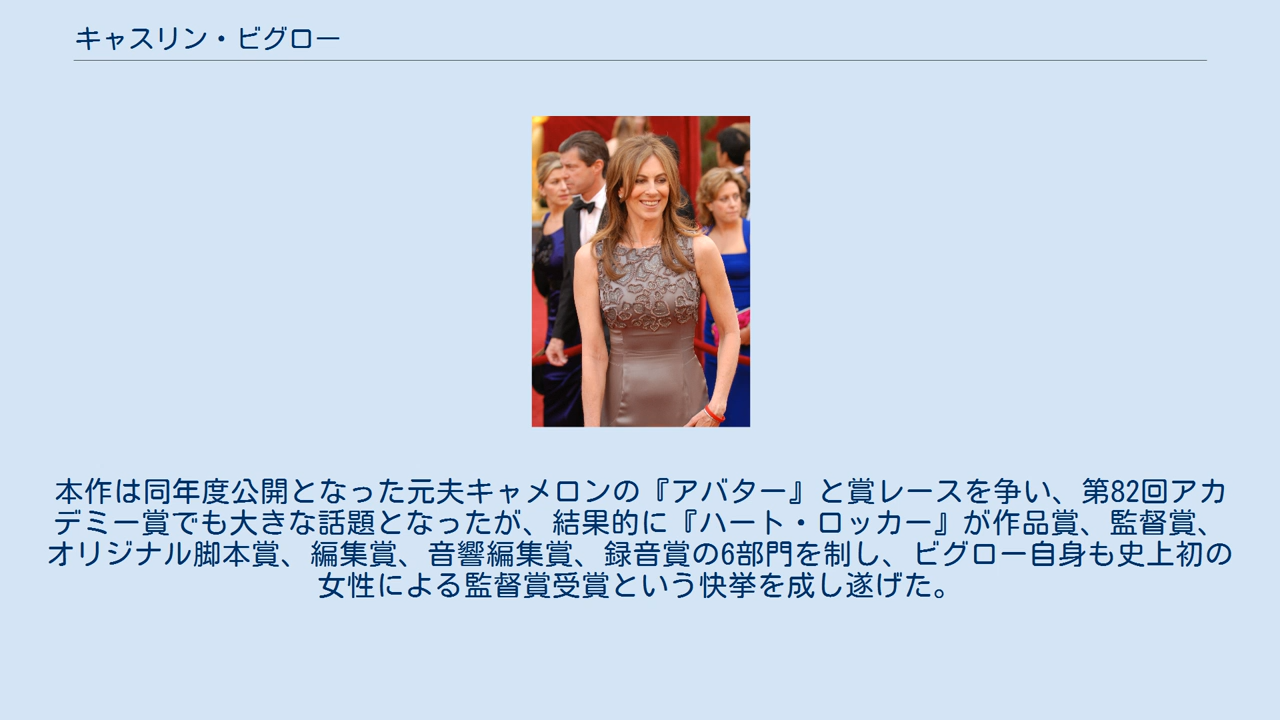 キャスリン・ビグロー
本作は同年度公開となった元夫キャメロンの『アバター』と賞レースを争い、第82回アカ
デミー賞でも大きな話題となったが、結果的に『ハート・ロッカー』が作品賞、監督賞、
オリジナル脚本賞、編集賞、音響編集賞、録音賞の6部門を制し、ビグロー自身も史上初の
女性による監督賞受賞という快挙を成し遂げた。